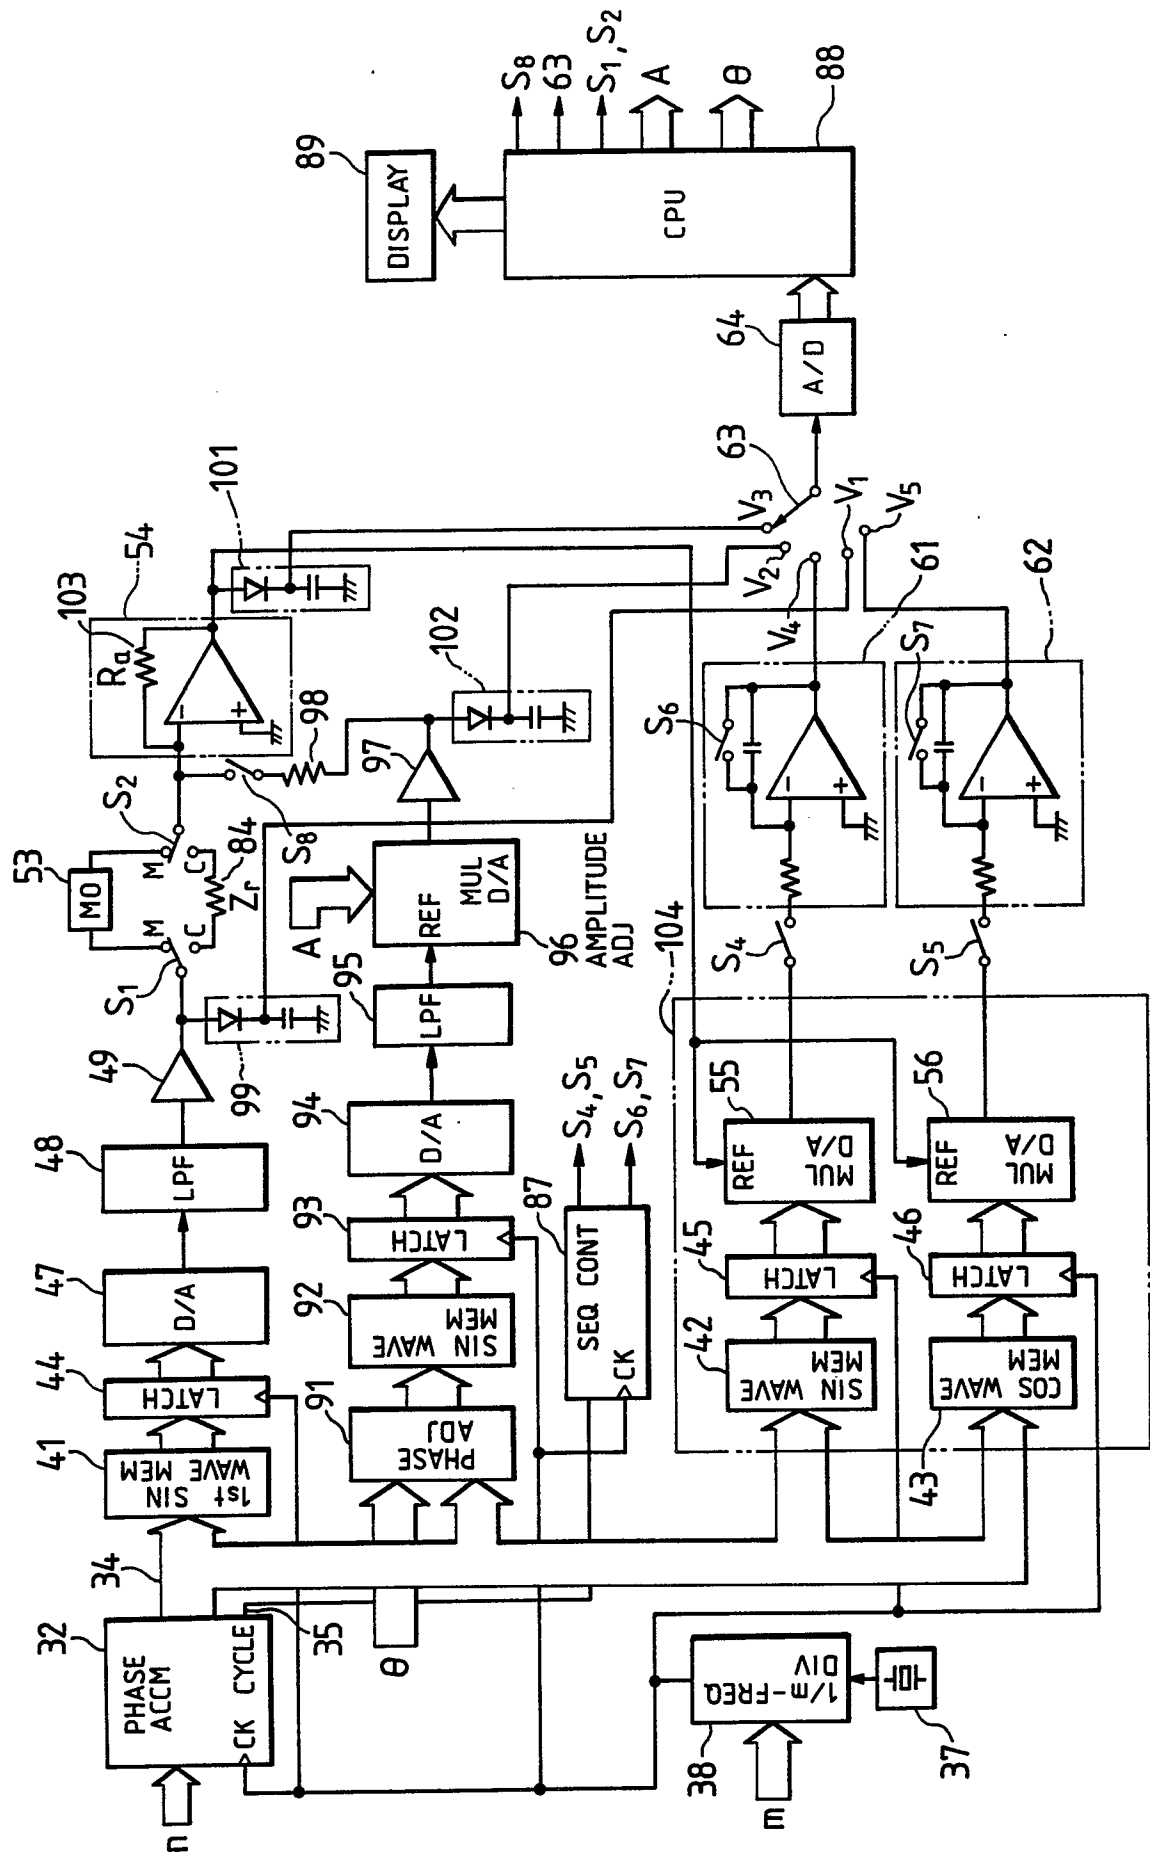 n
32
PHASE
ACCM
CK
CYCLE
34
35
θ
41
1st SIN
WAVE MEM
44
LATCH
47
D/A
48
LPF
49
99
S1
M
C
53
MO
Zr
84
M
C
S2
S8
98
103
Ra
-
+
54
101
102
91
PHASE
ADJ
92
SIN WAVE
MEM
93
LATCH
94
D/A
95
LPF
A
REF
MUL
D/A
96
AMPLITUDE
ADJ
97
87
SEQ CONT
CK
S4, S5
S6, S7
m
38
1/m-FREQ
DIV
37
42
SIN WAVE
MEM
45
LATCH
55
REF
MUL
D/A
43
COS WAVE
MEM
46
LATCH
56
REF
MUL
D/A
104
S4
S5
S6
-
+
61
S7
-
+
62
V3
V2
V4
V1
V5
63
64
A/D
CPU
88
89
DISPLAY
S8
63
S1, S2
A
θ